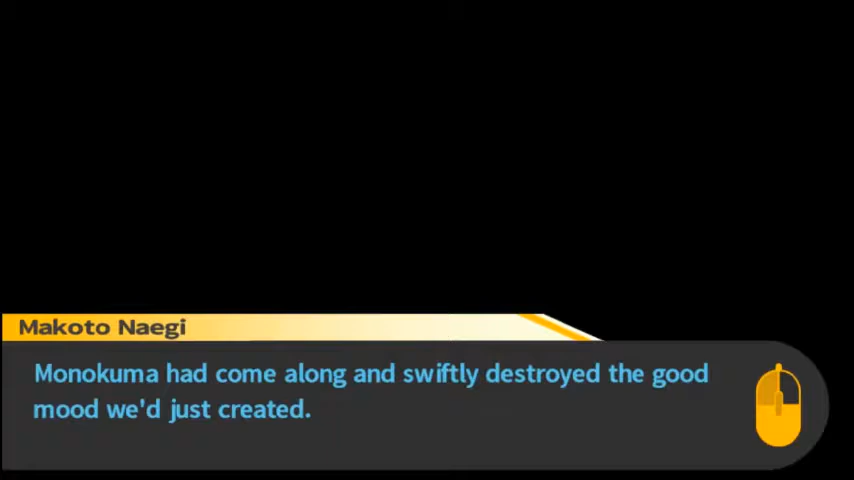 Makoto Naegi
Monokuma had come along and swiftly destroyed the good
mood we'd just created.